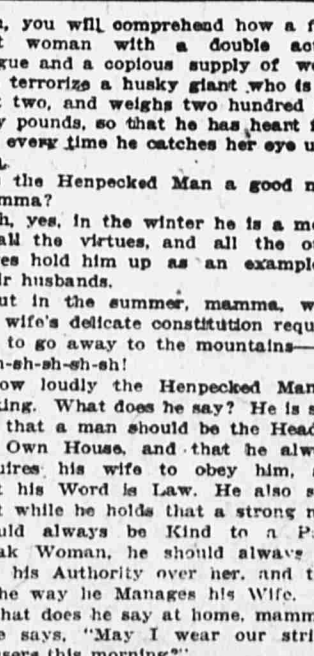 , you will comprehend how a f
t woman with a double act
gue and a copious supply of w
terrorize a husky giant who is
t two, and weighs two hundred
y pounds, so that he has heart f
every time he catches her eye u
the Henpecked Man a good m
mma?
h, yes, in the winter he is a m
all the virtues, and all the o
es hold him up as an example
ir husbands.
ut in the summer, mamma, w
wife's delicate constitution requ
to go away to the mountains—
h-sh-sh-sh-sh!
ow loudly the Henpecked Man
king. What does he say? He is s
that a man should be the Head
Own House, and that he alw
uires his wife to obey him,
t his Word is Law. He also s
t while he holds that a strong m
uld always be Kind to a P
ak Woman, he should always
his Authority over her, and t
he way he Manages his Wife.
hat does he say at home, mamm
e says, "May I wear our stri
sers this morning?"